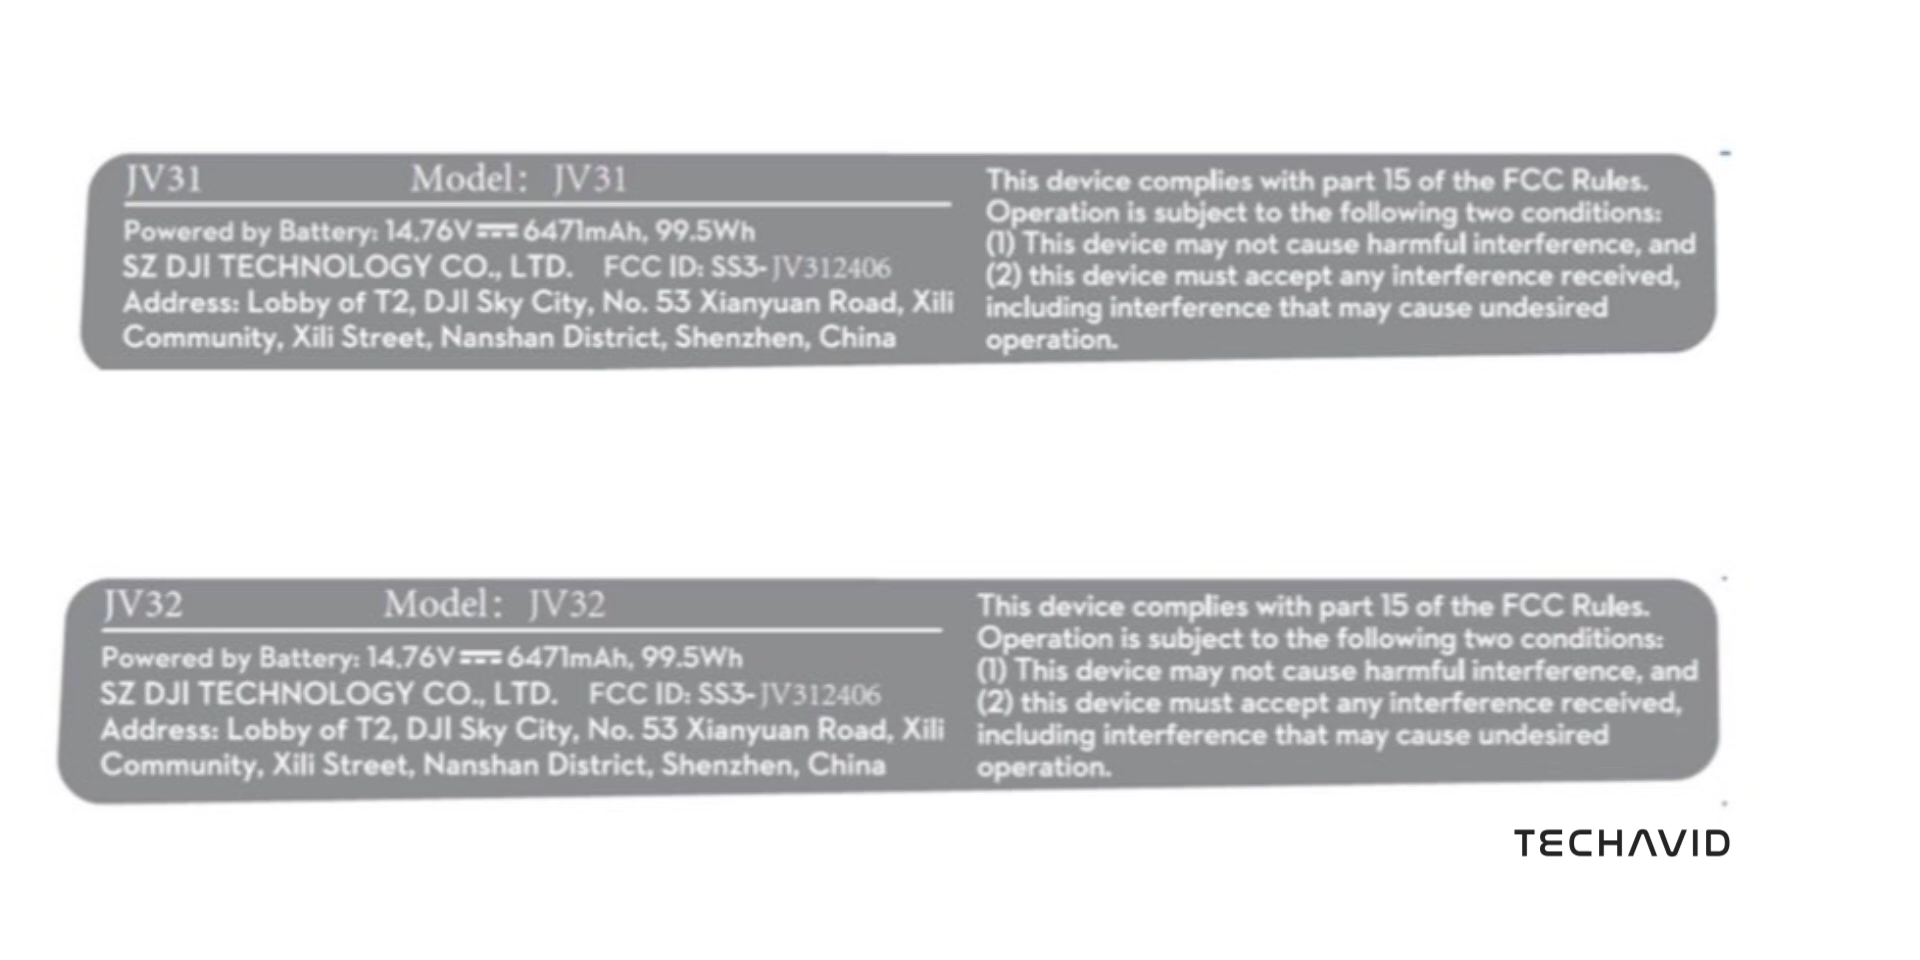 JV31 Model: JV31
Powered by Battery: 14.76V⎓6471mAh, 99.5Wh
SZ DJI TECHNOLOGY CO., LTD. FCC ID: SS3-JV312406
Address: Lobby of T2, DJI Sky City, No. 53 Xianyuan Road, Xili
Community, Xili Street, Nanshan District, Shenzhen, China
This device complies with part 15 of the FCC Rules.
Operation is subject to the following two conditions:
(1) This device may not cause harmful interference, and
(2) this device must accept any interference received,
including interference that may cause undesired
operation.
JV32 Model: JV32
Powered by Battery: 14.76V⎓6471mAh, 99.5Wh
SZ DJI TECHNOLOGY CO., LTD. FCC ID: SS3-JV312406
Address: Lobby of T2, DJI Sky City, No. 53 Xianyuan Road, Xili
Community, Xili Street, Nanshan District, Shenzhen, China
This device complies with part 15 of the FCC Rules.
Operation is subject to the following two conditions:
(1) This device may not cause harmful interference, and
(2) this device must accept any interference received,
including interference that may cause undesired
operation.
TECHAVID